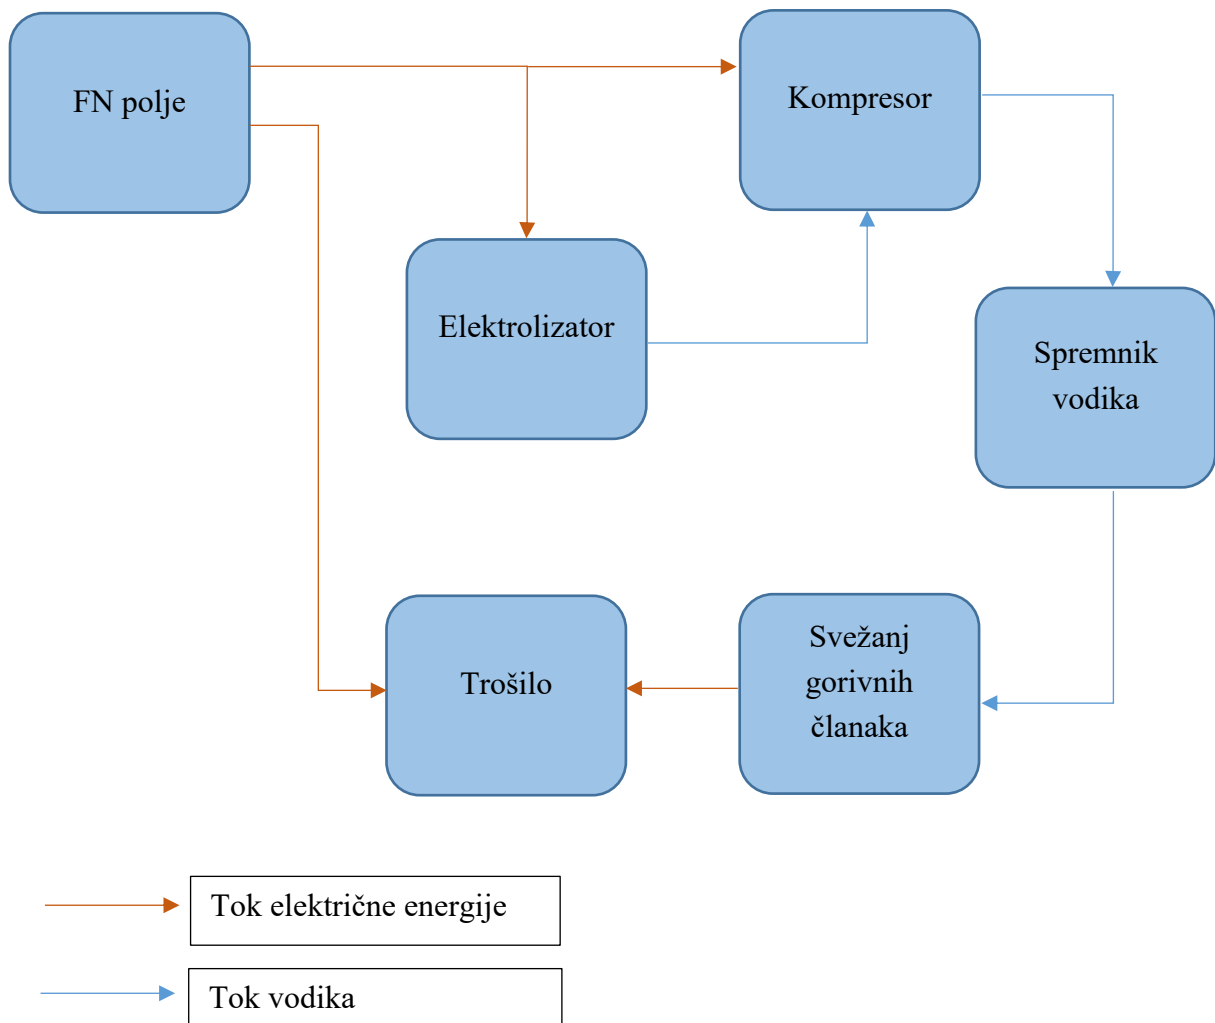 FN polje
Kompresor
Elektrolizator
Spremnik
vodika
Trošilo
Svežanj
gorivnih
članaka
Tok električne energije
Tok vodika